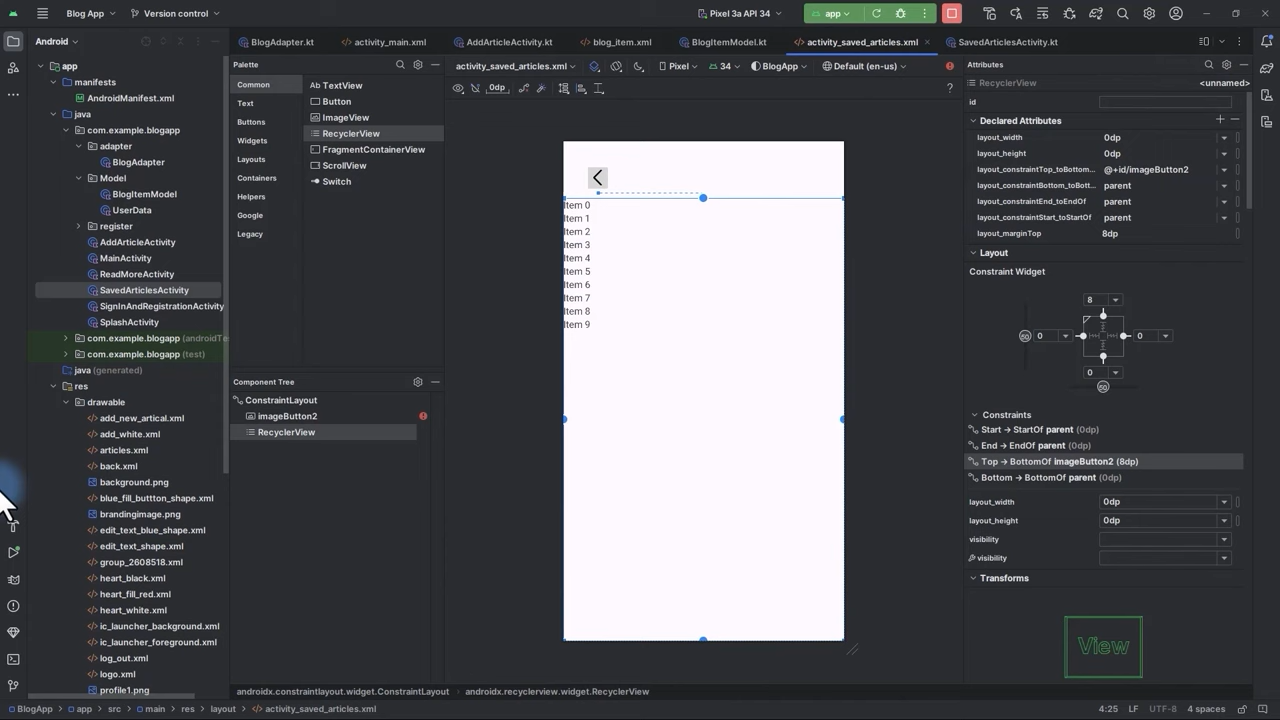 Blog App
Version control
Pixel 3a API 34
app
Android
BlogAdapter.kt
activity_main.xml
AddArticleActivity.kt
blog_item.xml
BlogItemModel.kt
activity_saved_articles.xml
SavedArticlesActivity.kt
app
manifests
AndroidManifest.xml
java
com.example.blogapp
adapter
BlogAdapter
Model
BlogItemModel
UserData
register
AddArticleActivity
MainActivity
ReadMoreActivity
SavedArticlesActivity
SignInAndRegistrationActivity
SplashActivity
com.example.blogapp (androidTe
com.example.blogapp (test)
java (generated)
res
drawable
add_new_artical.xml
add_white.xml
articles.xml
back.xml
background.png
blue_fill_buttton_shape.xml
brandingimage.png
edit_text_blue_shape.xml
edit_text_shape.xml
group_2608518.xml
heart_black.xml
heart_fill_red.xml
heart_white.xml
ic_launcher_background.xml
ic_launcher_foreground.xml
log_out.xml
logo.xml
profile1.png
Palette
Common
Text
Buttons
Widgets
Layouts
Containers
Helpers
Google
Legacy
TextView
Button
ImageView
RecyclerView
FragmentContainerView
ScrollView
Switch
Component Tree
ConstraintLayout
imageButton2
RecyclerView
activity_saved_articles.xml
Pixel
34
BlogApp
Default (en-us)
0dp
?
Item 0
Item 1
Item 2
Item 3
Item 4
Item 5
Item 6
Item 7
Item 8
Item 9
Attributes
RecyclerView
<unnamed>
id
Declared Attributes
layout_width 0dp
layout_height 0dp
layout_constraintTop_toBottom... @+id/imageButton2
layout_constraintBottom_toBott... parent
layout_constraintEnd_toEndOf parent
layout_constraintStart_toStartOf parent
layout_marginTop 8dp
Layout
Constraint Widget
8
50
0
0
0
50
Constraints
Start → StartOf parent (0dp)
End → EndOf parent (0dp)
Top → BottomOf imageButton2 (8dp)
Bottom → BottomOf parent (0dp)
layout_width 0dp
layout_height 0dp
visibility
visibility
Transforms
View
androidx.constraintlayout.widget.ConstraintLayout
androidx.recyclerview.widget.RecyclerView
BlogApp
app
src
main
res
layout
activity_saved_articles.xml
4:25
LF
UTF-8
4 spaces